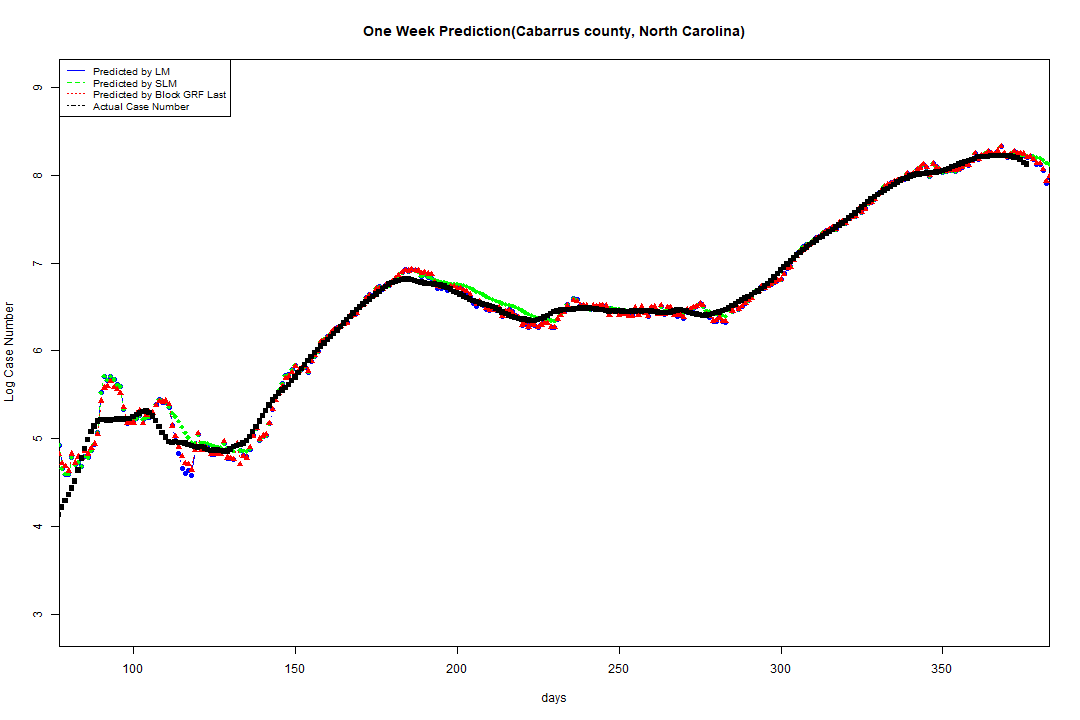 One Week Prediction(Cabarrus county, North Carolina)
Predicted by LM
Predicted by SLM
Predicted by Block GRF Last
Actual Case Number
9
8
7
6
5
4
3
Log Case Number
100 150 200 250 300 350
days